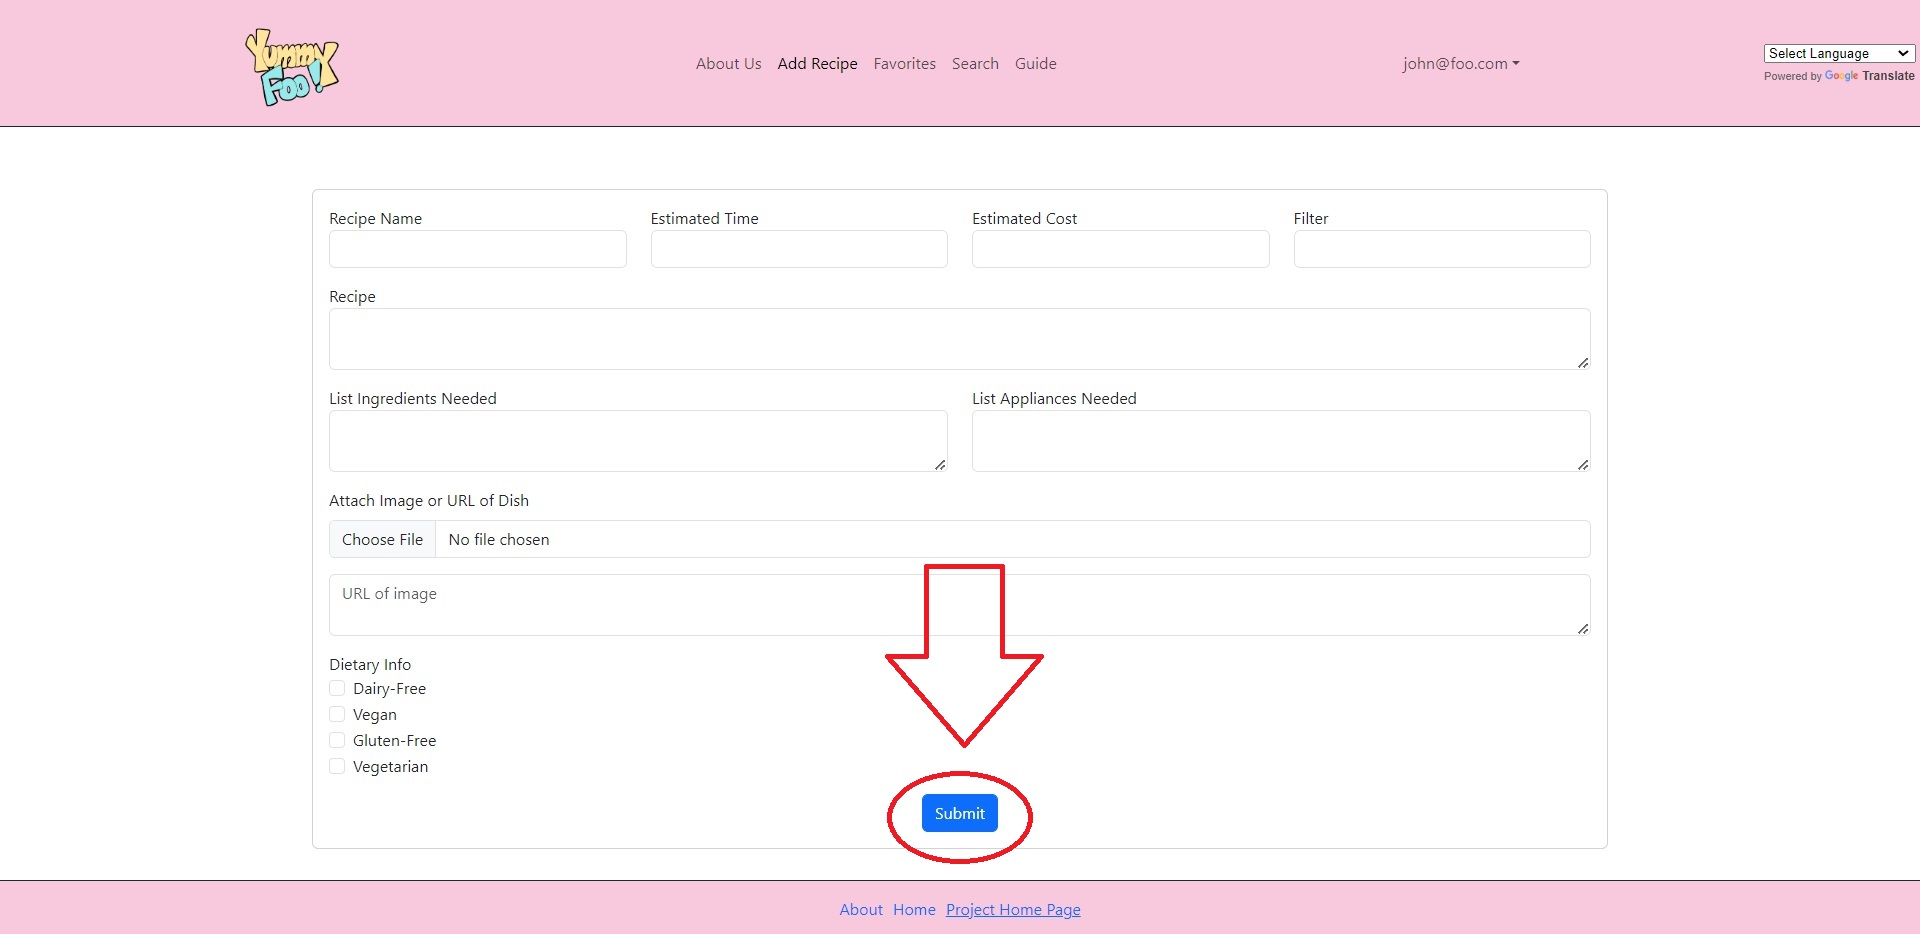 Yummy
Foo!
About Us Add Recipe Favorites Search Guide
john@foo.com
Select Language
Powered by Google Translate
Recipe Name Estimated Time Estimated Cost Filter
Recipe
List Ingredients Needed List Appliances Needed
Attach Image or URL of Dish
Choose File No file chosen
URL of image
Dietary Info
Dairy-Free
Vegan
Gluten-Free
Vegetarian
Submit
About Home Project Home Page